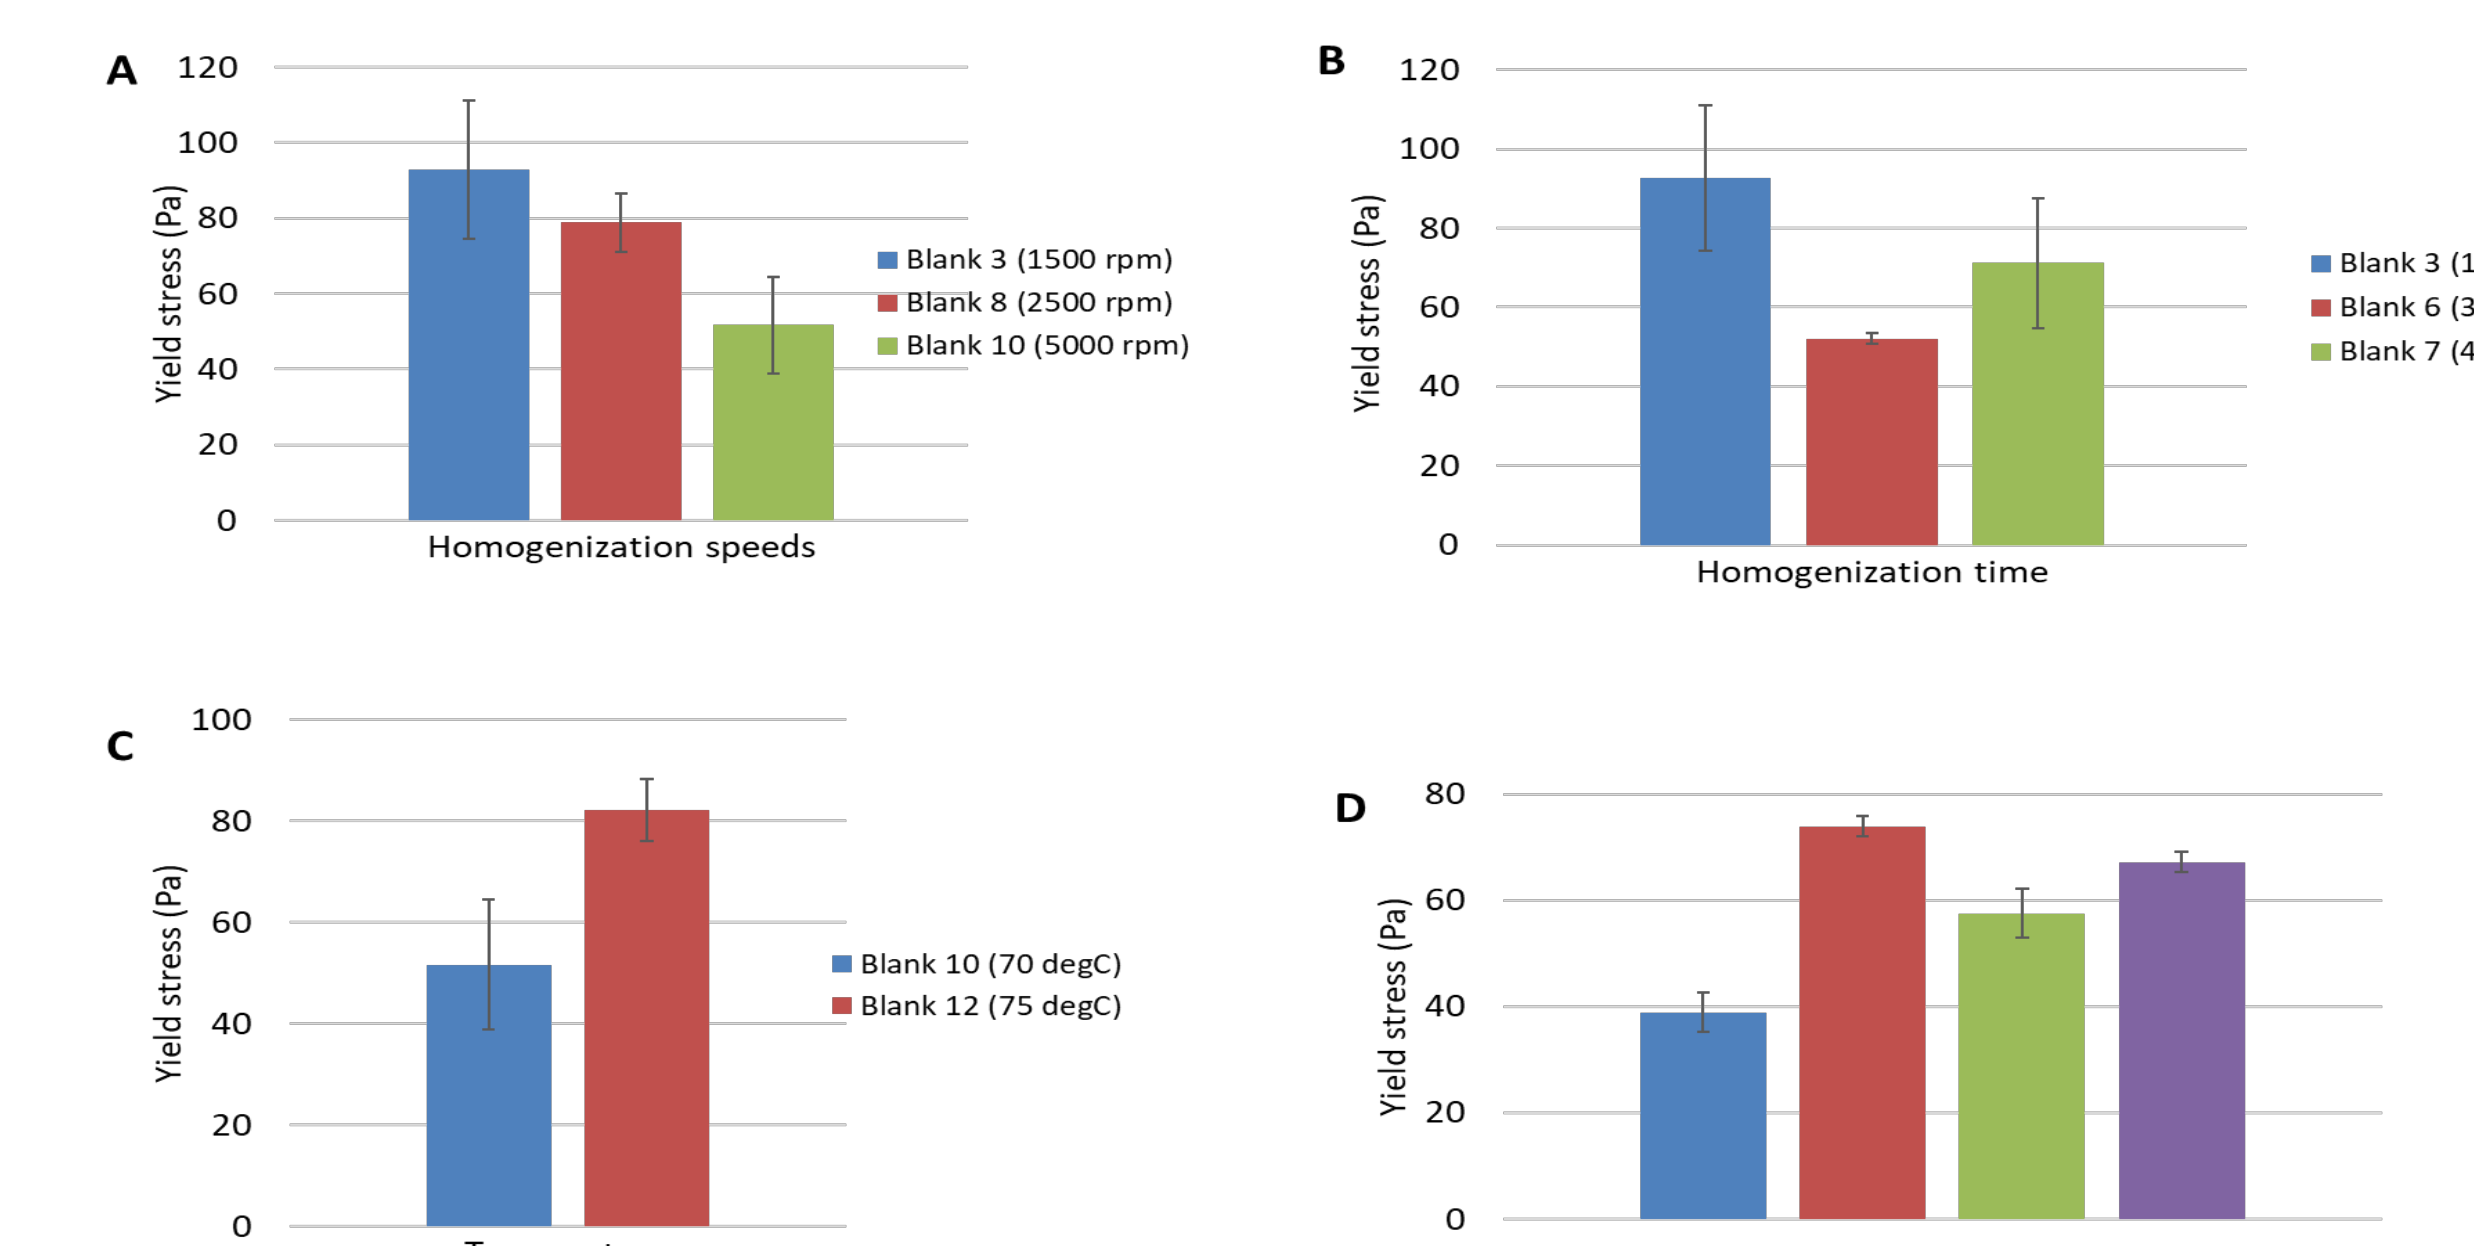 A
120
100
80
60
40
20
0
Yield stress (Pa)
Homogenization speeds
Blank 3 (1500 rpm)
Blank 8 (2500 rpm)
Blank 10 (5000 rpm)
B
120
100
80
60
40
20
0
Yield stress (Pa)
Homogenization time
Blank 3 (1
Blank 6 (3
Blank 7 (4
C
100
80
60
40
20
0
Yield stress (Pa)
Blank 10 (70 degC)
Blank 12 (75 degC)
D
80
60
40
20
0
Yield stress (Pa)